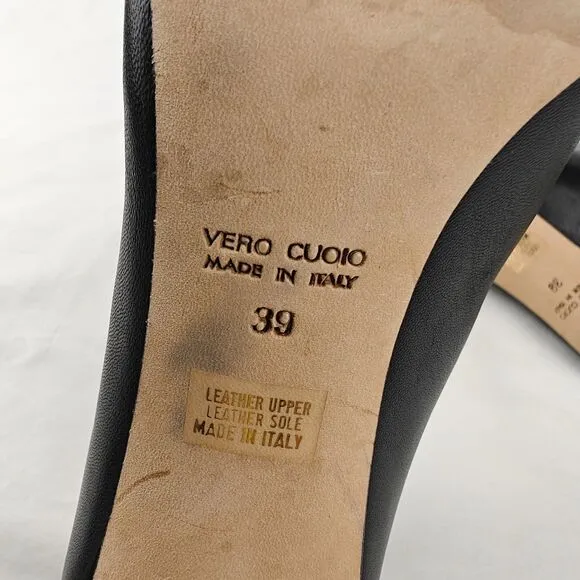 VERO CUOIO
MADE IN ITALY
39
LEATHER UPPER
LEATHER SOLE
MADE IN ITALY